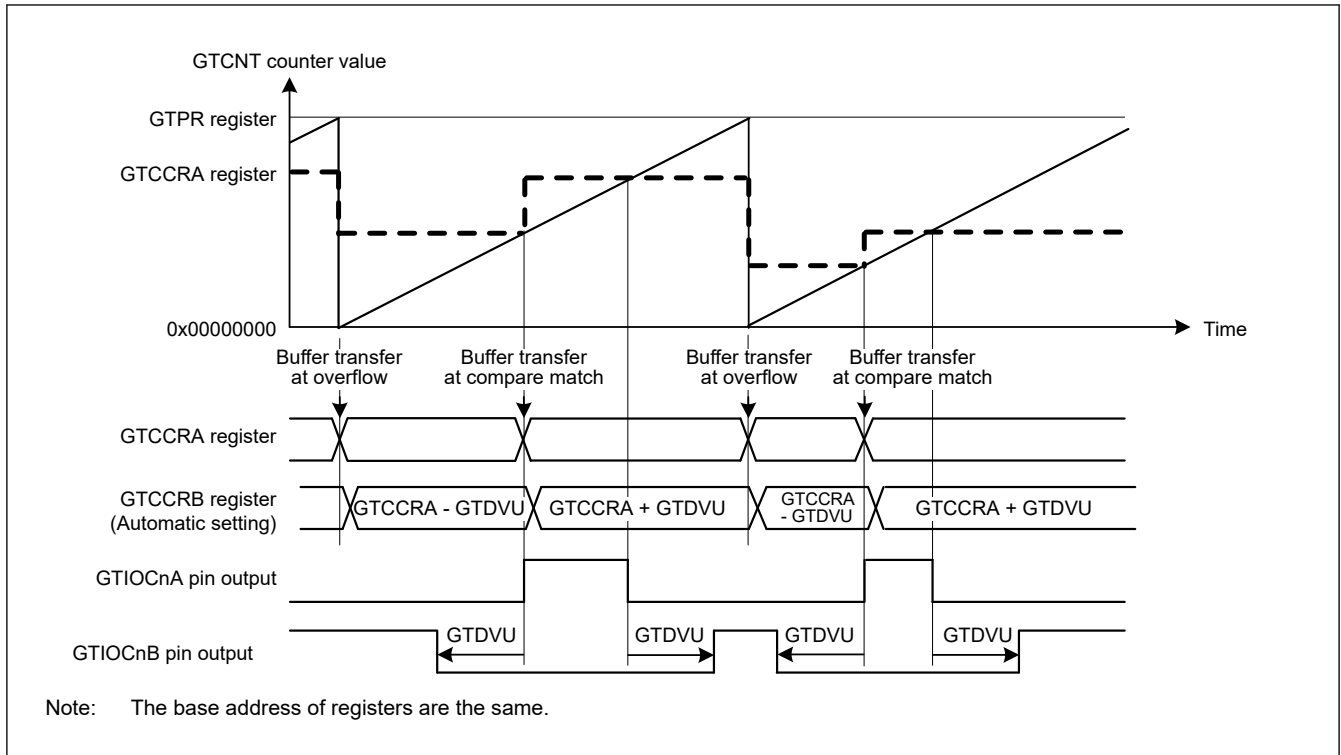 GTCNT counter value
GTPR register
GTCCRA register
0x00000000
Time
Buffer transfer
at overflow
Buffer transfer
at compare match
Buffer transfer
at overflow
Buffer transfer
at compare match
GTCCRA register
GTCCRB register
(Automatic setting)
GTCCRA - GTDVU
GTCCRA + GTDVU
GTCCRA
- GTDVU
GTCCRA + GTDVU
GTIOCnA pin output
GTIOCnB pin output
GTDVU
GTDVU
GTDVU
GTDVU
Note: The base address of registers are the same.